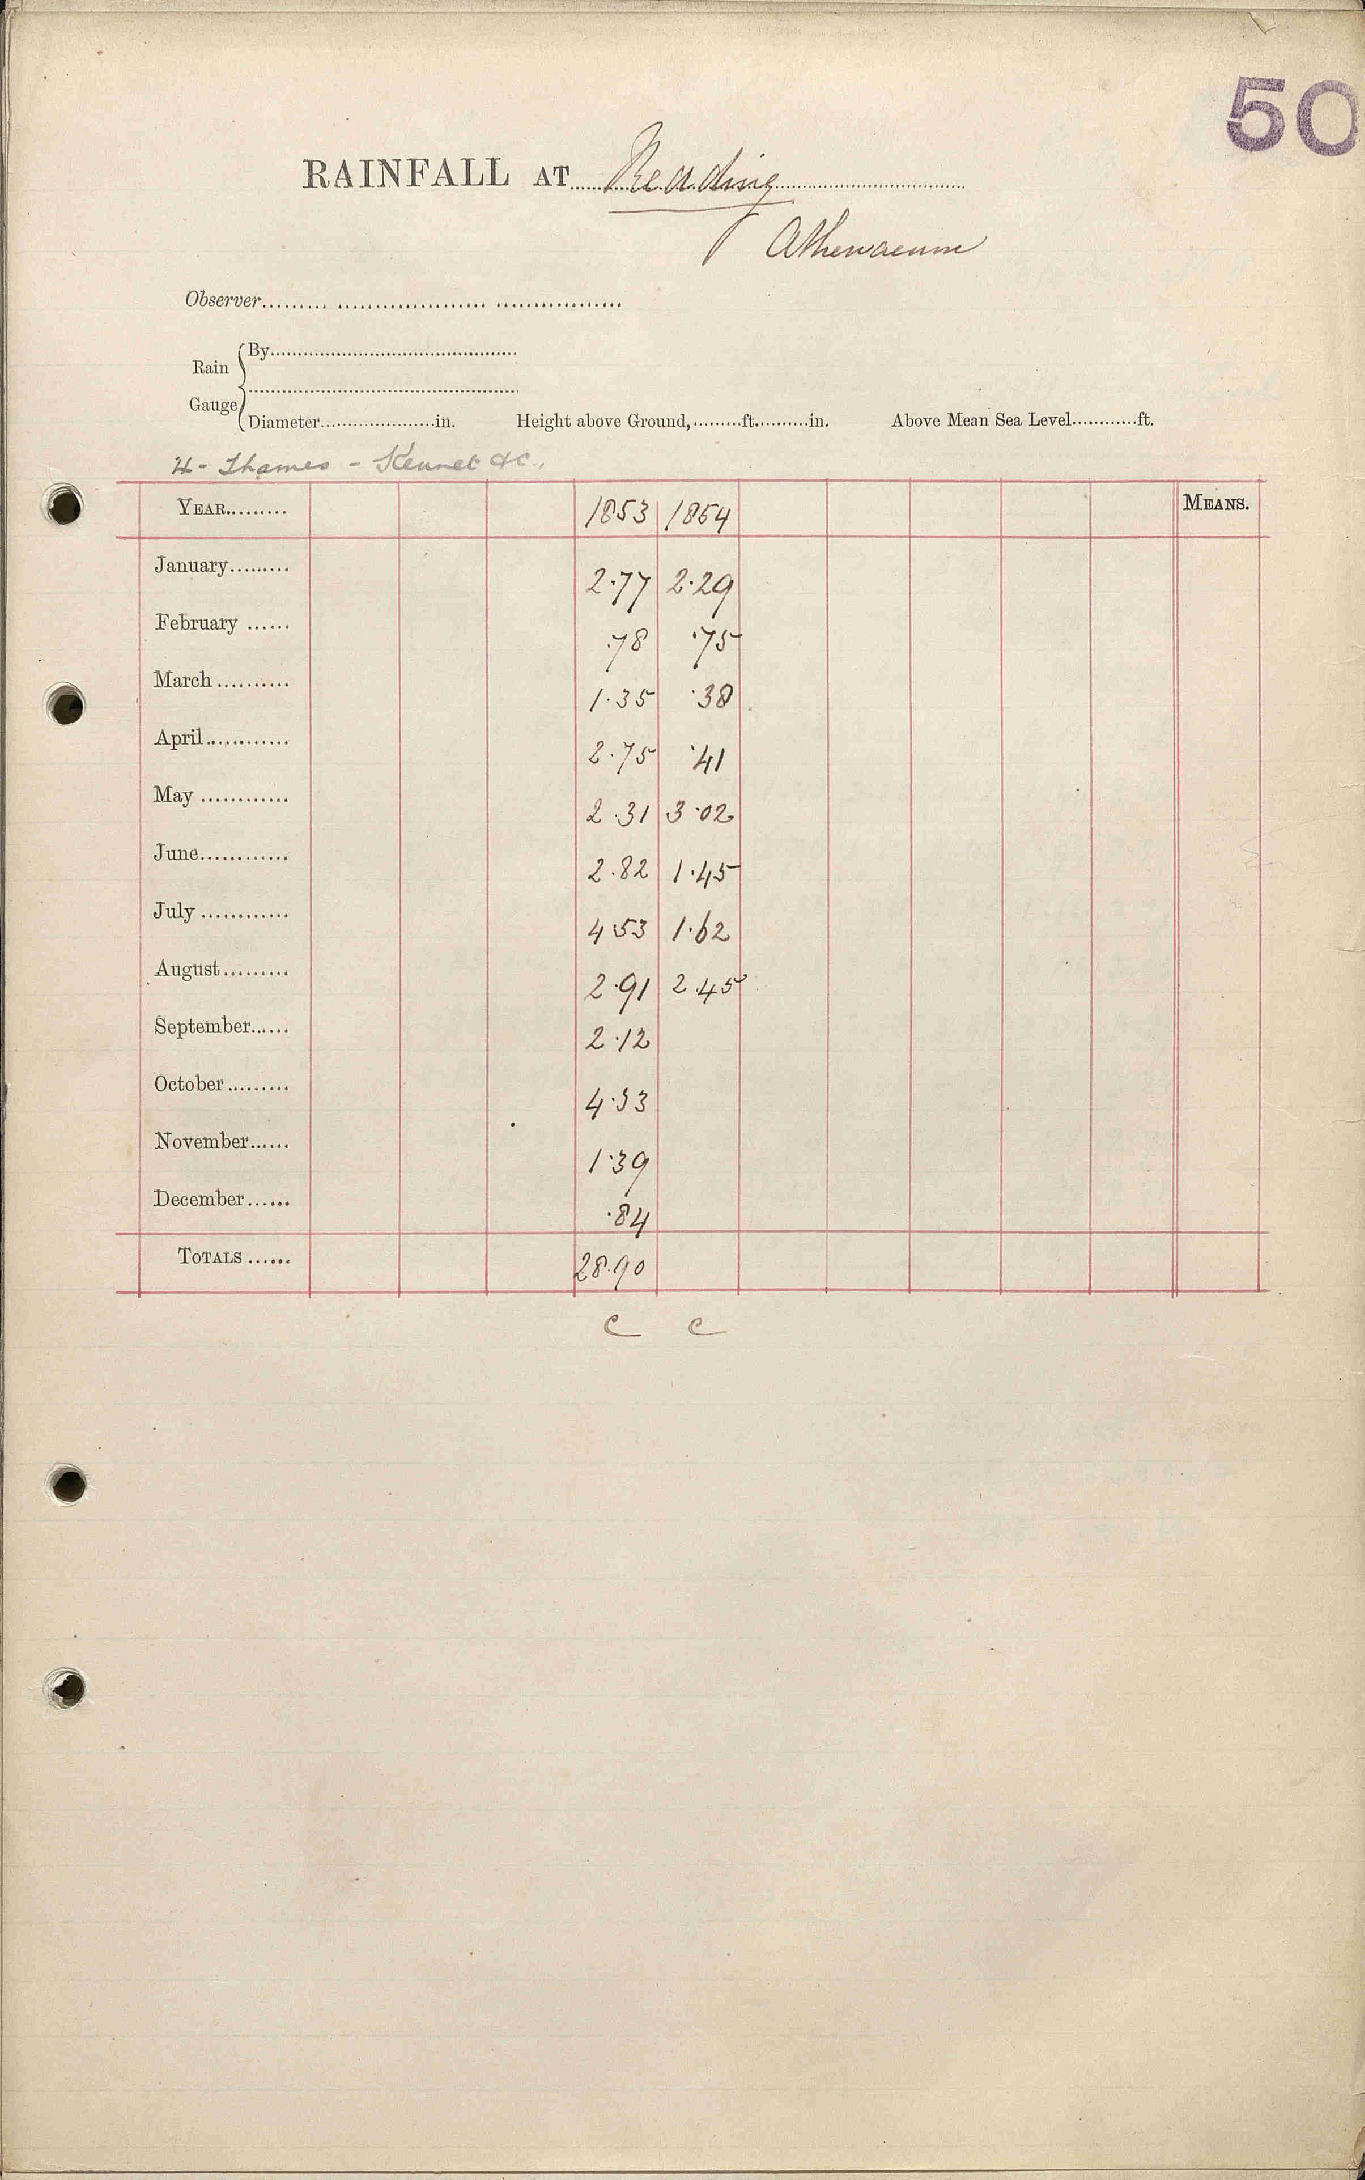 50
RAINFALL AT Reading
Athenaeum
Observer
Rain Gauge
By
Diameter in. Height above Ground, ft. in. Above Mean Sea Level ft.
4 - Thames - Kennet &c.,
YEAR 1853 1854 MEANS.
January 2.77 2.29
February .78 .75
March 1.35 .38
April 2.75 .41
May 2.31 3.02
June 2.82 1.45
July 4.53 1.62
August 2.91 2.45
September 2.12
October 4.33
November 1.39
December .84
TOTALS 28.90
C C